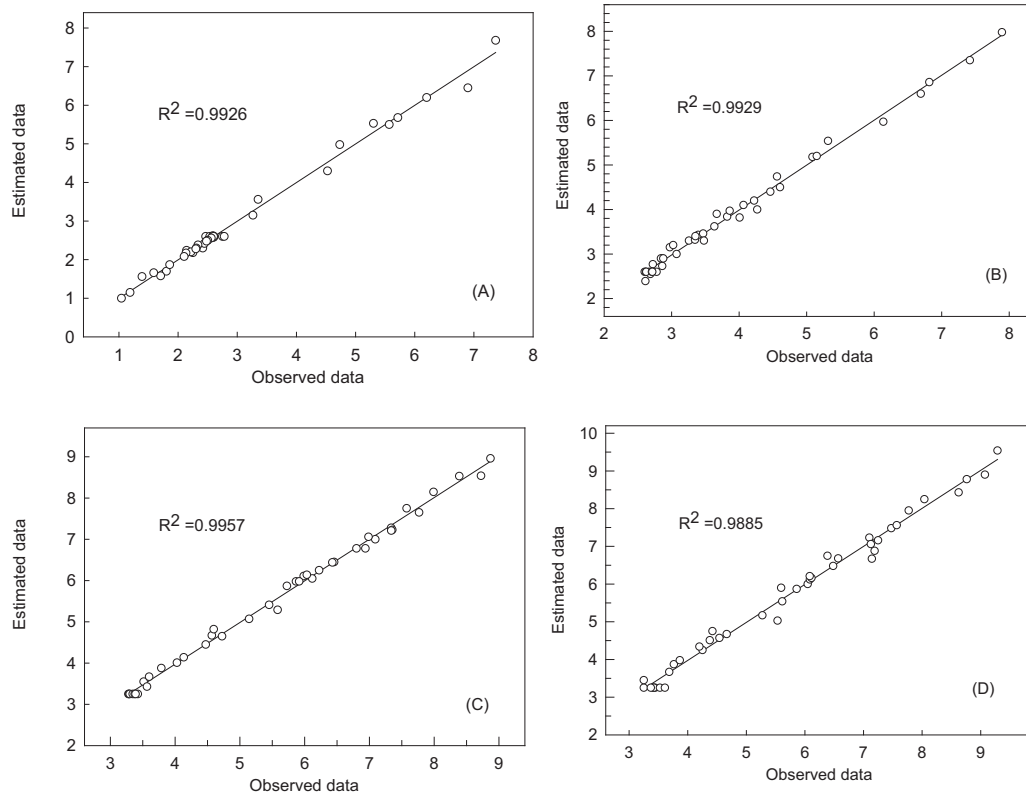 8
7
6
5
4
3
2
1
0
Estimated data
R2 =0.9926
(A)
1 2 3 4 5 6 7 8
Observed data
8
7
6
5
4
3
2
Estimated data
R2 =0.9929
(B)
2 3 4 5 6 7 8
Observed data
9
8
7
6
5
4
3
2
Estimated data
R2 =0.9957
(C)
3 4 5 6 7 8 9
Observed data
10
9
8
7
6
5
4
3
2
Estimated data
R2 =0.9885
(D)
3 4 5 6 7 8 9
Observed data